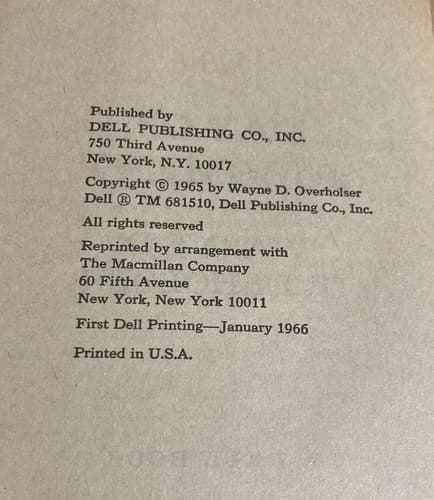 Published by
DELL PUBLISHING CO., INC.
750 Third Avenue
New York, N.Y. 10017
Copyright © 1965 by Wayne D. Overholser
Dell ® TM 681510, Dell Publishing Co., Inc.
All rights reserved
Reprinted by arrangement with
The Macmillan Company
60 Fifth Avenue
New York, New York 10011
First Dell Printing—January 1966
Printed in U.S.A.